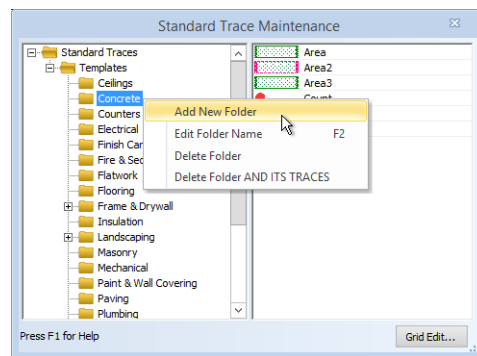 Standard Trace Maintenance
Standard Traces
Templates
Ceilings
Concrete
Counters
Electrical
Finish Car
Fire & Sec
Flatwork
Flooring
Frame & Drywall
Insulation
Landscaping
Masonry
Mechanical
Paint & Wall Covering
Paving
Plumbing
Area
Area2
Area3
Count
Add New Folder
Edit Folder Name F2
Delete Folder
Delete Folder AND ITS TRACES
Press F1 for Help
Grid Edit...